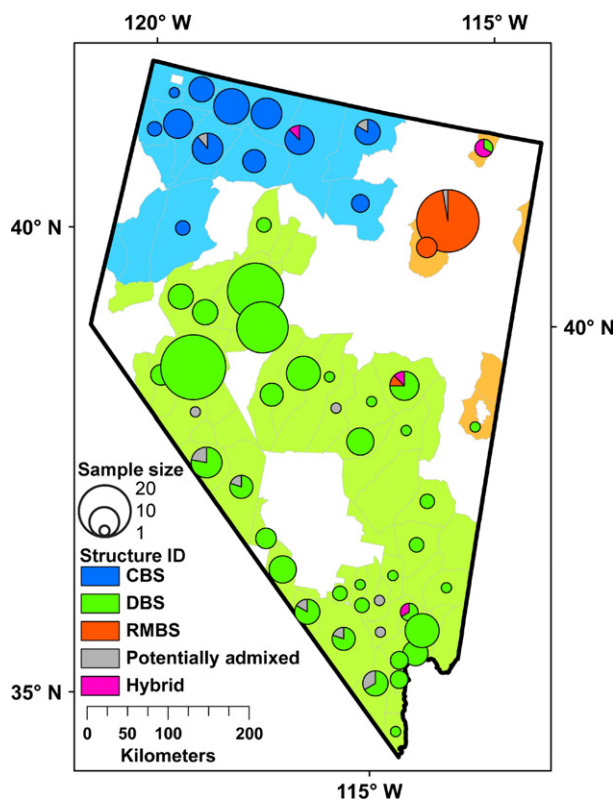 120° W
115° W
40° N
40° N
Sample size
20
10
1
Structure ID
CBS
DBS
RMBS
Potentially admixed
Hybrid
35° N
0 50 100 150 200
Kilometers
115° W